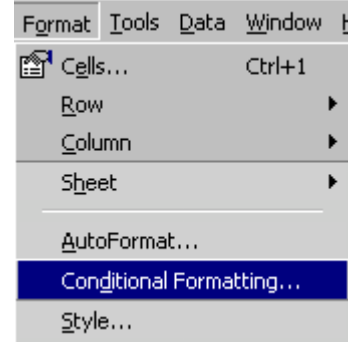 Format Tools Data Window
Cells... Ctrl+1
Row
Column
Sheet
AutoFormat...
Conditional Formatting...
Style...